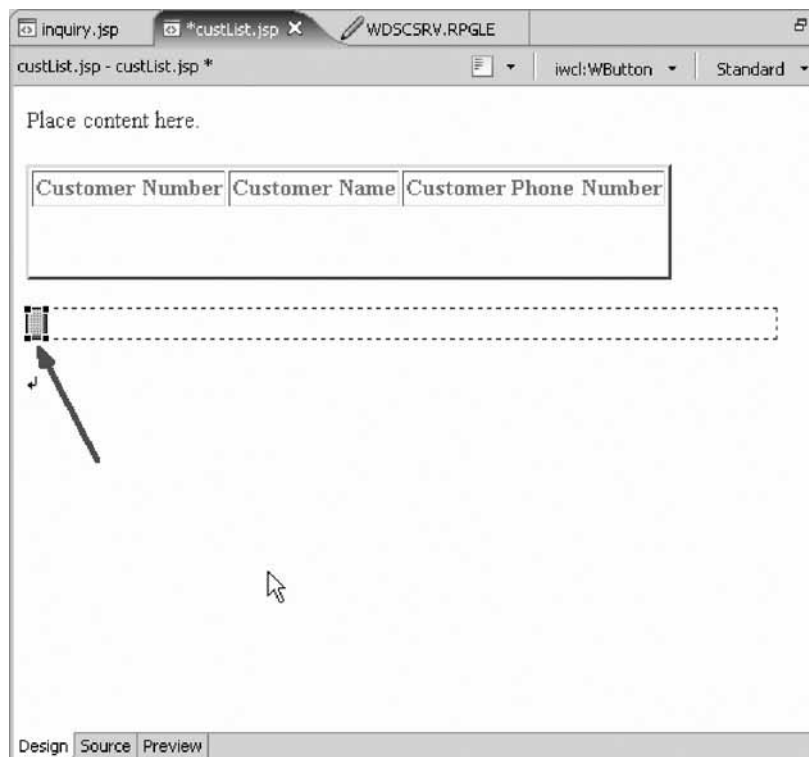 inquiry.jsp *custList.jsp WDSCSRV.RPGLE
custList.jsp - custList.jsp * iwcl:WButton Standard
Place content here.
Customer Number Customer Name Customer Phone Number
Design Source Preview